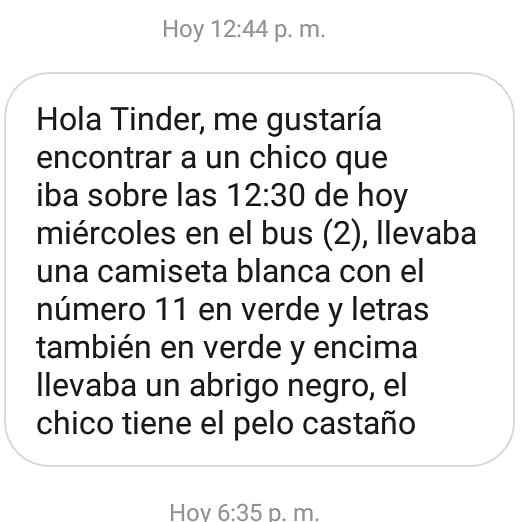 Hoy 12:44 p. m.
Hola Tinder, me gustaría
encontrar a un chico que
iba sobre las 12:30 de hoy
miércoles en el bus (2), llevaba
una camiseta blanca con el
número 11 en verde y letras
también en verde y encima
llevaba un abrigo negro, el
chico tiene el pelo castaño
Hoy 6:35 p. m.